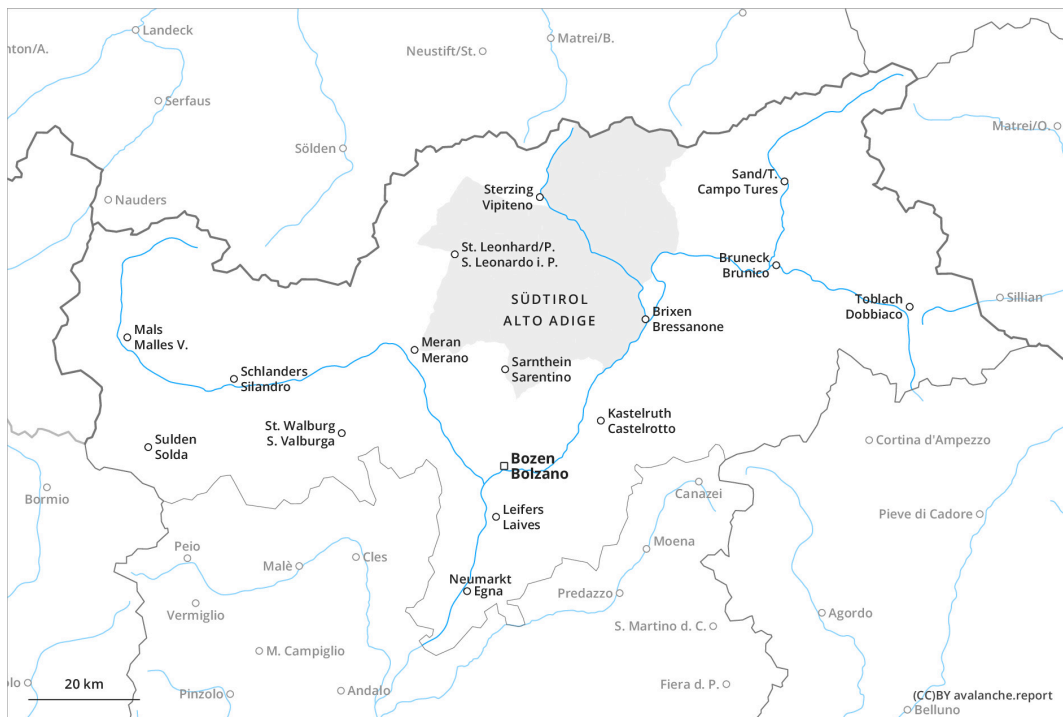 Landeck
nton/A.
Neustift/St.
Matrei/B.
Serfaus
Matrei/O.
Sölden
Sand/T.
Campo Tures
Sterzing
Vipiteno
Nauders
St. Leonhard/P.
S. Leonardo i. P.
Bruneck
Brunico
SÜDTIROL
ALTO ADIGE
Toblach
Dobbiaco
Sillian
Brixen
Bressanone
Mals
Malles V.
Meran
Merano
Sarnthein
Sarentino
Schlanders
Silandro
Kastelruth
Castelrotto
St. Walburg
S. Valburga
Sulden
Solda
Cortina d'Ampezzo
Bozen
Bolzano
Bormio
Canazei
Leifers
Laives
Pieve di Cadore
Peio
Moena
Malè
Cles
Neumarkt
Egna
Predazzo
Vermiglio
Agordo
S. Martino d. C.
M. Campiglio
olo
20 km
Pinzolo
Andalo
Fiera d. P.
(CC)BY avalanche.report
Belluno